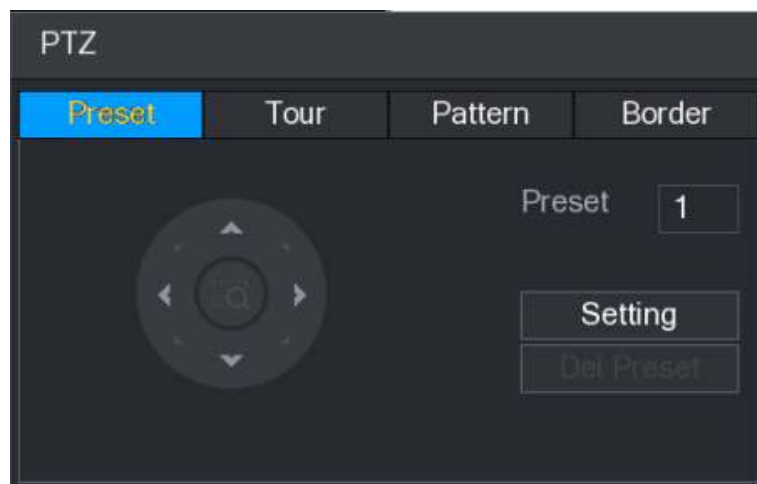 PTZ
Preset Tour Pattern Border
Preset 1
Setting
Del Preset